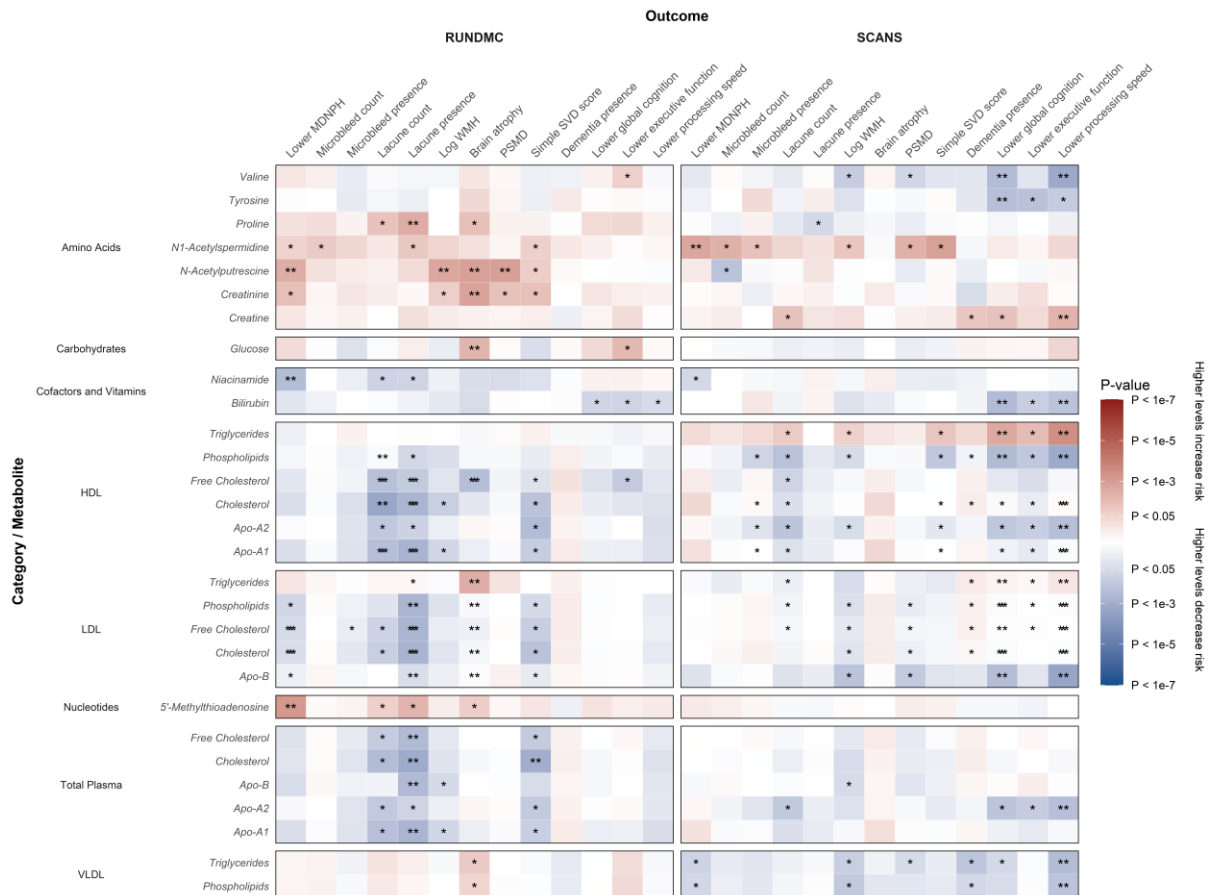 Outcome
RUNDMC
SCANS
Lower MDNPH
Microbleed count
Microbleed presence
Lacune count
Lacune presence
Log WMH
Brain atrophy
PSMD
Simple SVD score
Dementia presence
Lower global cognition
Lower executive function
Lower processing speed
Lower MDNPH
Microbleed count
Microbleed presence
Lacune count
Lacune presence
Log WMH
Brain atrophy
PSMD
Simple SVD score
Dementia presence
Lower global cognition
Lower executive function
Lower processing speed
Category / Metabolite
Amino Acids
Valine
Tyrosine
Proline
N1-Acetylspermidine
N-Acetylputrescine
Creatinine
Creatine
Carbohydrates
Glucose
Cofactors and Vitamins
Niacinamide
Bilirubin
HDL
Triglycerides
Phospholipids
Free Cholesterol
Cholesterol
Apo-A2
Apo-A1
LDL
Triglycerides
Phospholipids
Free Cholesterol
Cholesterol
Apo-B
Nucleotides
5'-Methylthioadenosine
Total Plasma
Free Cholesterol
Cholesterol
Apo-B
Apo-A2
Apo-A1
VLDL
Triglycerides
Phospholipids
P-value
P < 1e-7
P < 1e-5
P < 1e-3
P < 0.05
P < 0.05
P < 1e-3
P < 1e-5
P < 1e-7
Higher levels increase risk
Higher levels decrease risk